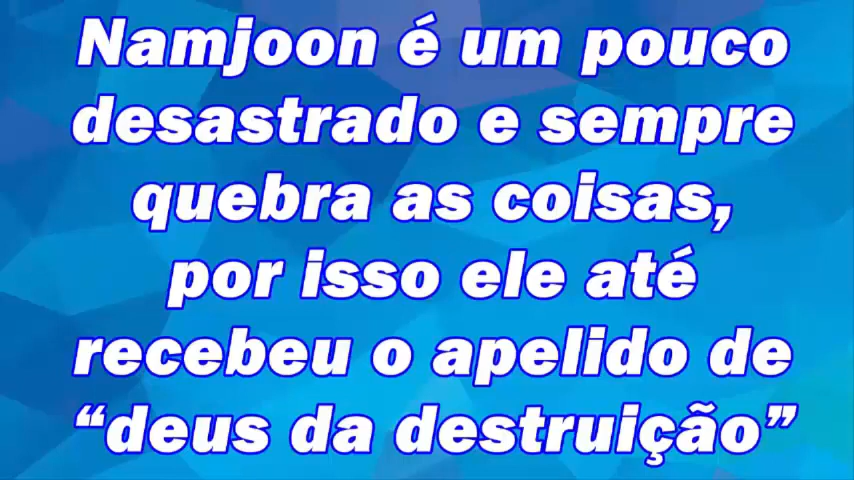 Namjoon é um pouco
desastrado e sempre
quebra as coisas,
por isso ele até
recebeu o apelido de
“deus da destruição”